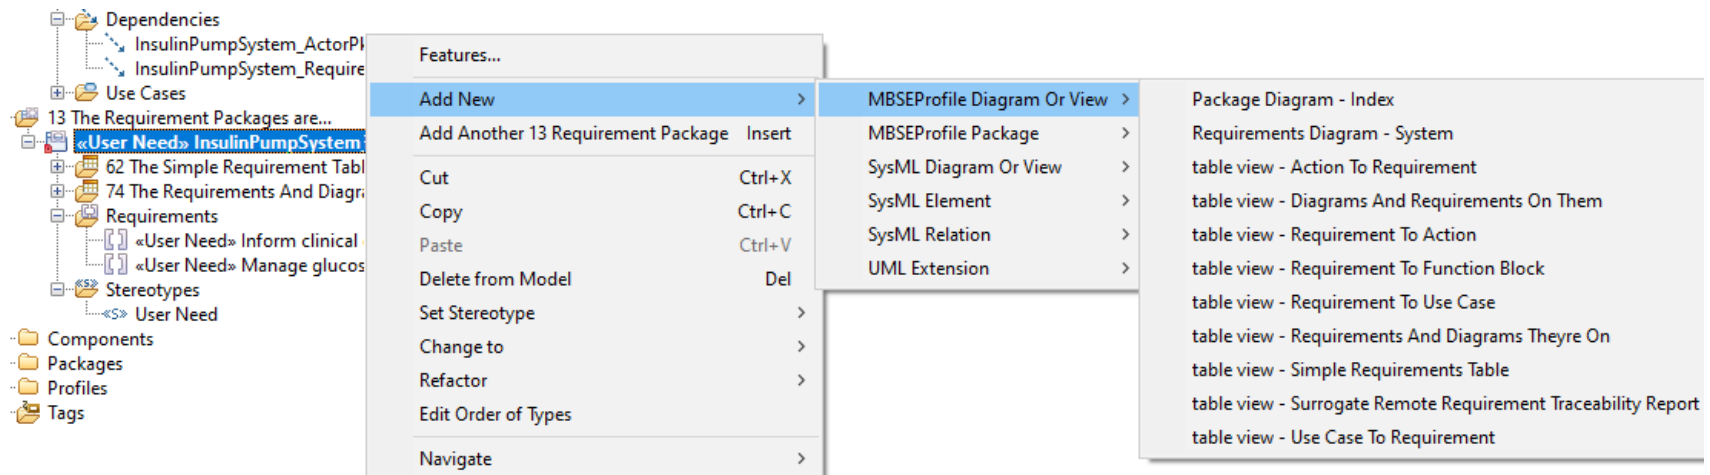 Dependencies
InsulinPumpSystem_ActorPk
InsulinPumpSystem_Require
Use Cases
13 The Requirement Packages are...
«User Need» InsulinPumpSystem
62 The Simple Requirement Tabl
74 The Requirements And Diagra
Requirements
«User Need» Inform clinical
«User Need» Manage glucos
Stereotypes
«S» User Need
Components
Packages
Profiles
Tags
Features...
Add New >
Add Another 13 Requirement Package Insert
Cut Ctrl+X
Copy Ctrl+C
Paste Ctrl+V
Delete from Model Del
Set Stereotype >
Change to >
Refactor >
Edit Order of Types
Navigate >
MBSEProfile Diagram Or View >
MBSEProfile Package >
SysML Diagram Or View >
SysML Element >
SysML Relation >
UML Extension >
Package Diagram - Index
Requirements Diagram - System
table view - Action To Requirement
table view - Diagrams And Requirements On Them
table view - Requirement To Action
table view - Requirement To Function Block
table view - Requirement To Use Case
table view - Requirements And Diagrams Theyre On
table view - Simple Requirements Table
table view - Surrogate Remote Requirement Traceability Report
table view - Use Case To Requirement